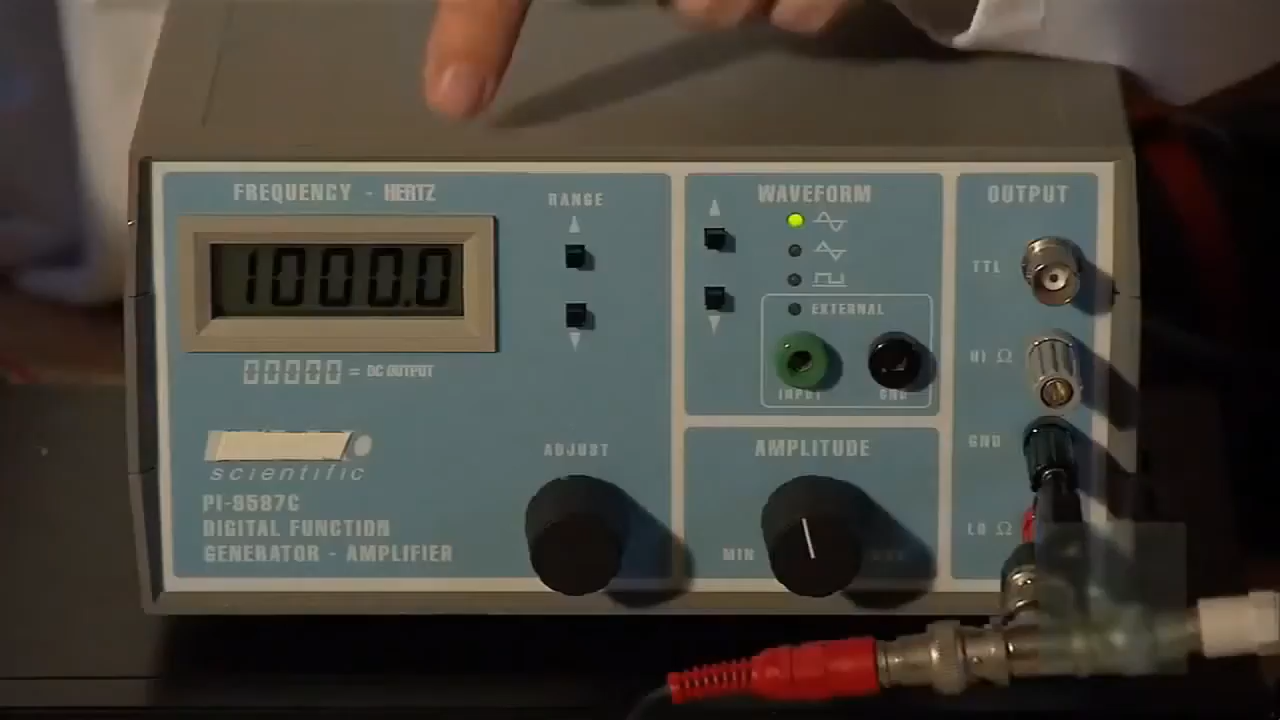 FREQUENCY - HERTZ
1000.0
00000 = DC OUTPUT
RANGE
scientific
PI-9587C
DIGITAL FUNCTION
GENERATOR - AMPLIFIER
ADJUST
WAVEFORM
EXTERNAL
INPUT
GND
AMPLITUDE
MIN
OUTPUT
TTL
HI Ω
GND
LO Ω